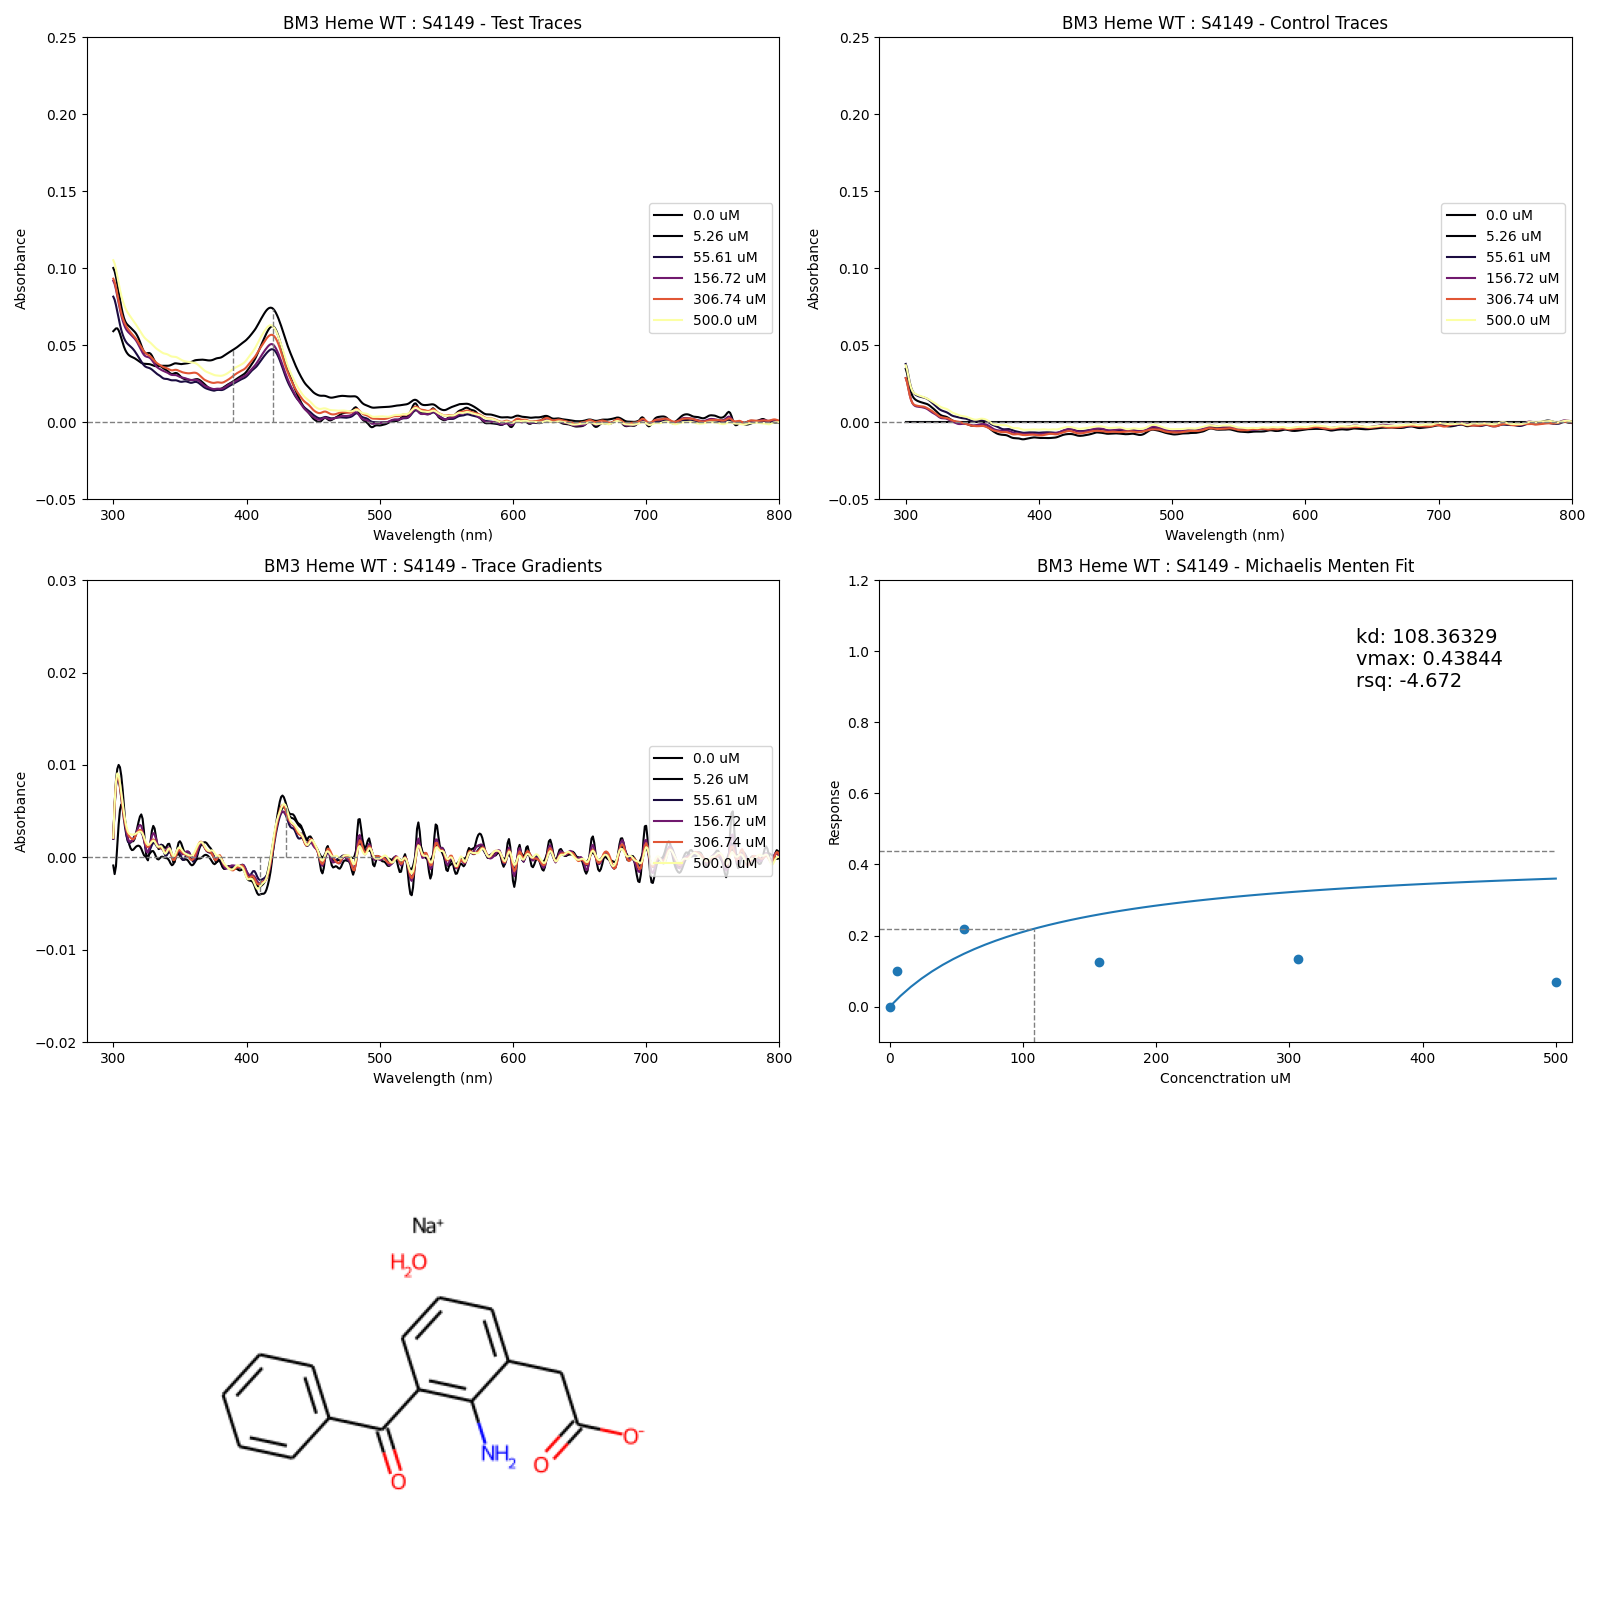 BM3 Heme WT : S4149 - Test Traces
Absorbance
0.25
0.20
0.15
0.10
0.05
0.00
−0.05
300 400 500 600 700 800
Wavelength (nm)
0.0 uM
5.26 uM
55.61 uM
156.72 uM
306.74 uM
500.0 uM
BM3 Heme WT : S4149 - Control Traces
Absorbance
0.25
0.20
0.15
0.10
0.05
0.00
−0.05
300 400 500 600 700 800
Wavelength (nm)
0.0 uM
5.26 uM
55.61 uM
156.72 uM
306.74 uM
500.0 uM
BM3 Heme WT : S4149 - Trace Gradients
Absorbance
0.03
0.02
0.01
0.00
−0.01
−0.02
300 400 500 600 700 800
Wavelength (nm)
0.0 uM
5.26 uM
55.61 uM
156.72 uM
306.74 uM
500.0 uM
BM3 Heme WT : S4149 - Michaelis Menten Fit
Response
1.2
1.0
0.8
0.6
0.4
0.2
0.0
0 100 200 300 400 500
Concenctration uM
kd: 108.36329
vmax: 0.43844
rsq: -4.672
Na+
H2O
O
NH2
O
O-